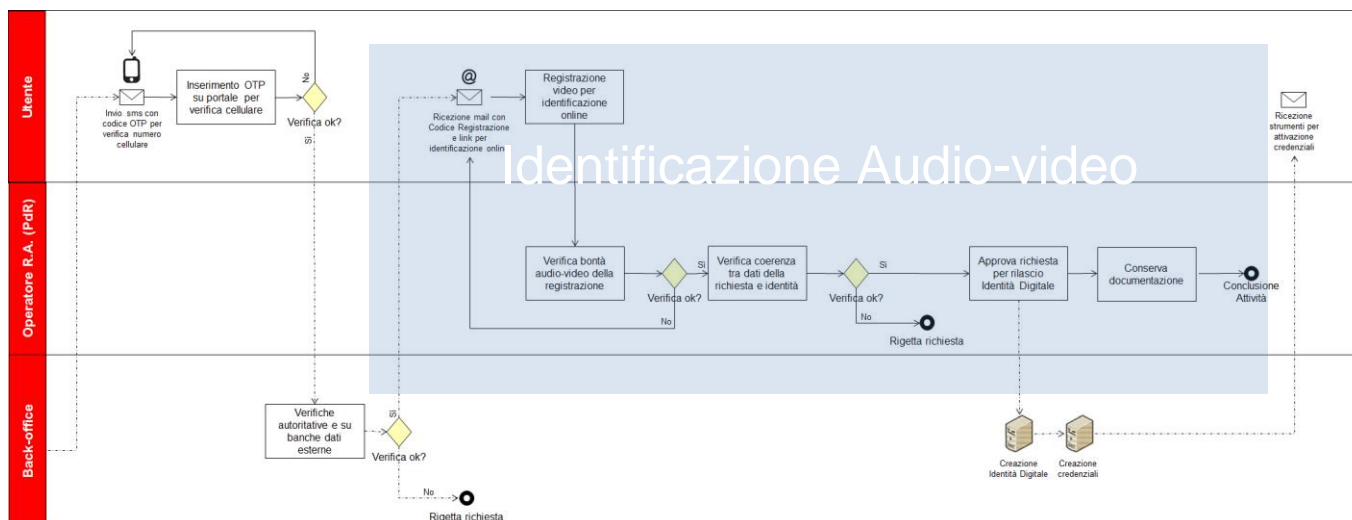 Utente
Invio sms con
codice OTP per
verifica numero
cellulare
Inserimento OTP
su portale per
verifica cellulare
No
Verifica ok?
Sì
@
Ricezione mail con
Codice Registrazione
e link per
identificazione online
Registrazione
video per
identificazione
online
Identificazione Audio-video
Ricezione
strumenti per
attivazione
credenziali
Operatore R.A. (PdR)
Verifica bontà
audio-video della
registrazione
Sì
Verifica ok?
No
Verifica coerenza
tra dati della
richiesta e identità
Sì
Verifica ok?
No
Rigetta richiesta
Approva richiesta
per rilascio
Identità Digitale
Conserva
documentazione
Conclusione
Attività
Back-office
Verifiche
autoritative e su
banche dati
esterne
Sì
Verifica ok?
No
Rigetta richiesta
Creazione
Identità Digitale
Creazione
credenziali